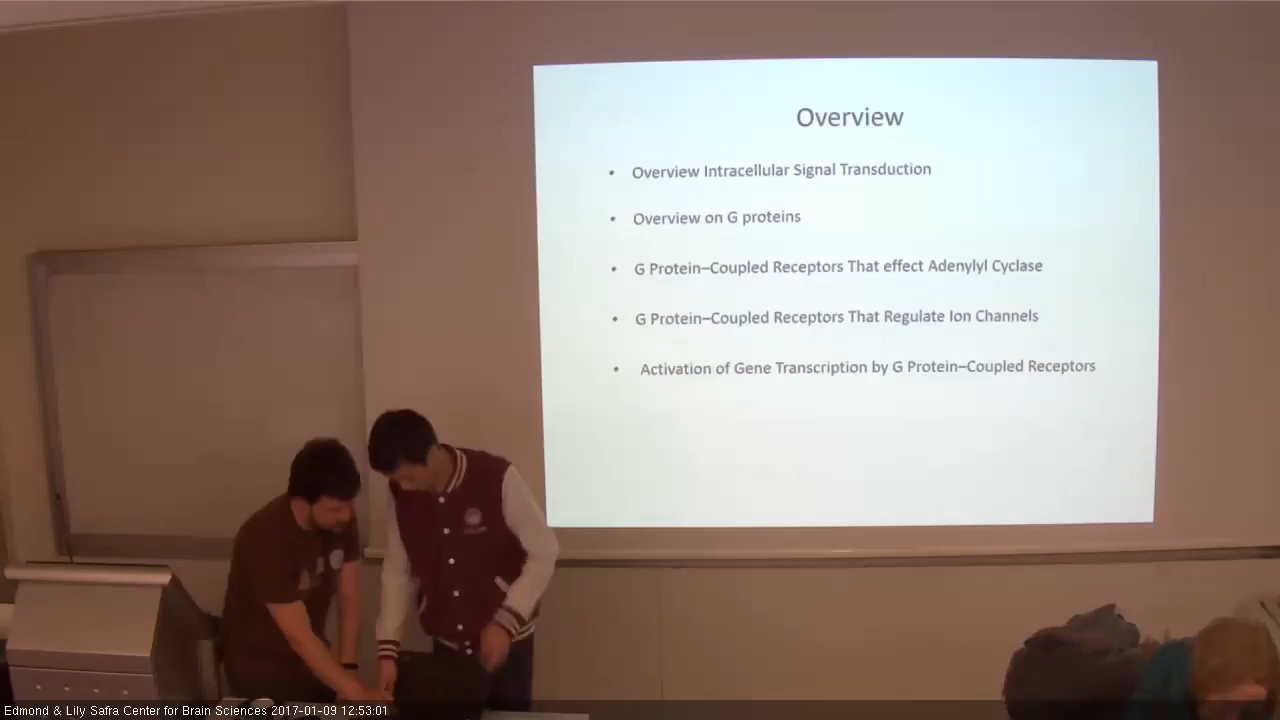 Overview
• Overview Intracellular Signal Transduction
• Overview on G proteins
• G Protein–Coupled Receptors That effect Adenylyl Cyclase
• G Protein–Coupled Receptors That Regulate Ion Channels
• Activation of Gene Transcription by G Protein–Coupled Receptors
Edmond & Lily Safra Center for Brain Sciences 2017-01-09 12:53:01